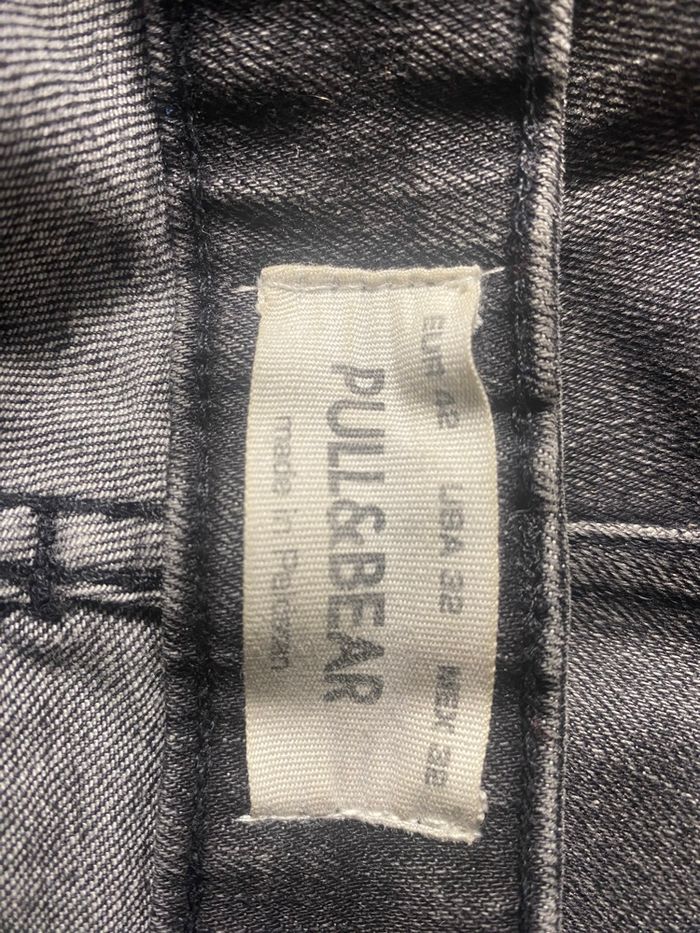 EUR 42 USA 32 MEX 32
PULL&BEAR
made in Pakistan